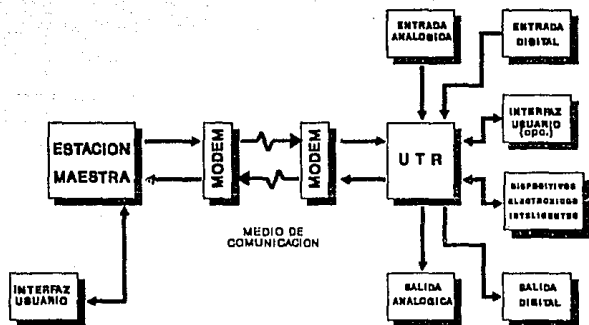 ENTRADA
ANALOGICA
ENTRADA
DIGITAL
ESTACION
MAESTRA
MODEM
MODEM
UTR
INTERFAZ
USUARIO
(opc.)
DISPOSITIVOS
ELECTRONICOS
INTELIGENTES
MEDIO DE
COMUNICACION
INTERFAZ
USUARIO
SALIDA
ANALOGICA
SALIDA
DIGITAL